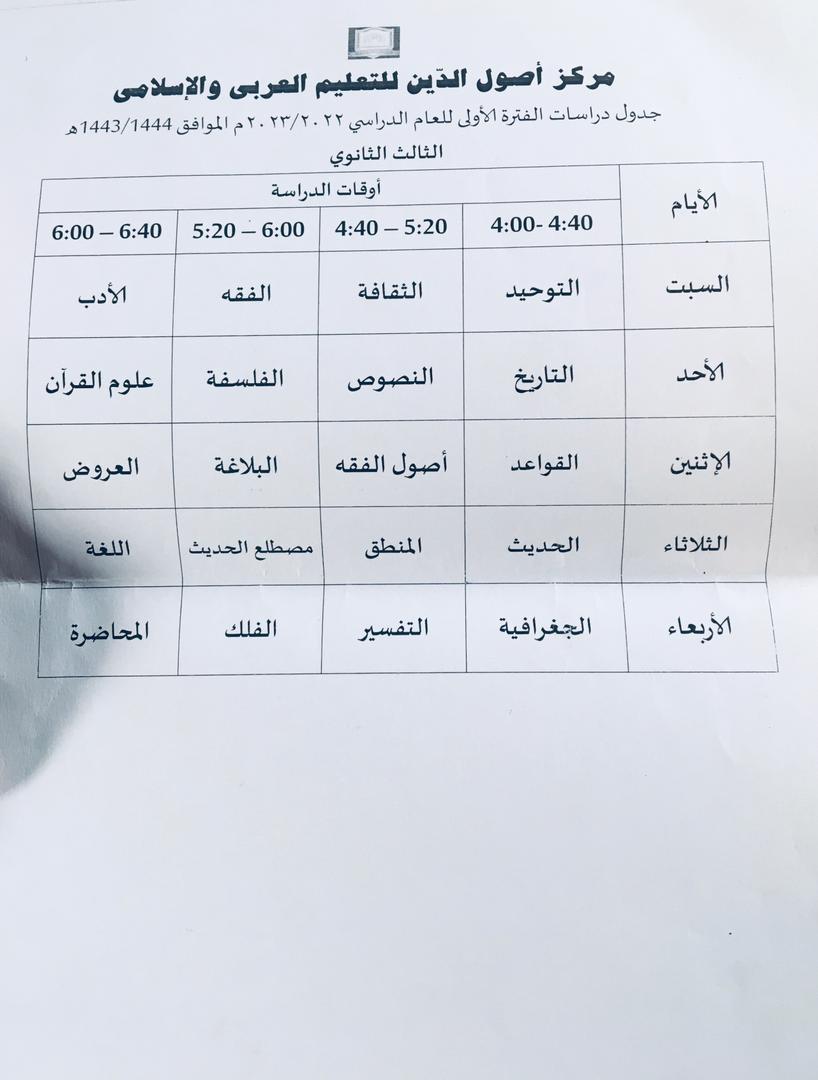 مركز أصول الدّين للتعليم العربى والإسلامى
جدول دراسات الفترة الأولى للعام الدراسي ٢٠٢٣/٢٠٢٢ م الموافق 1443/1444هـ
الثالث الثانوي
الأيام أوقات الدراسة
4:00- 4:40 4:40 – 5:20 5:20 – 6:00 6:00 – 6:40
السبت التوحيد الثقافة الفقه الأدب
الأحد التاريخ النصوص الفلسفة علوم القرآن
الإثنين القواعد أصول الفقه البلاغة العروض
الثلاثاء الحديث المنطق مصطلع الحديث اللغة
الأربعاء الجغرافية التفسير الفلك المحاضرة